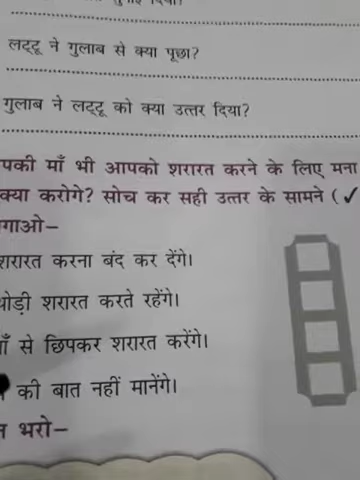 लट्टू ने गुलाब से क्या पूछा?
गुलाब ने लट्टू को क्या उत्तर दिया?
पकी माँ भी आपको शरारत करने के लिए मना
क्या करोगे? सोच कर सही उत्तर के सामने (✓
गाओ–
शरारत करना बंद कर देंगे।
थोड़ी शरारत करते रहेंगे।
से छिपकर शरारत करेंगे।
की बात नहीं मानेंगे।
भरो–